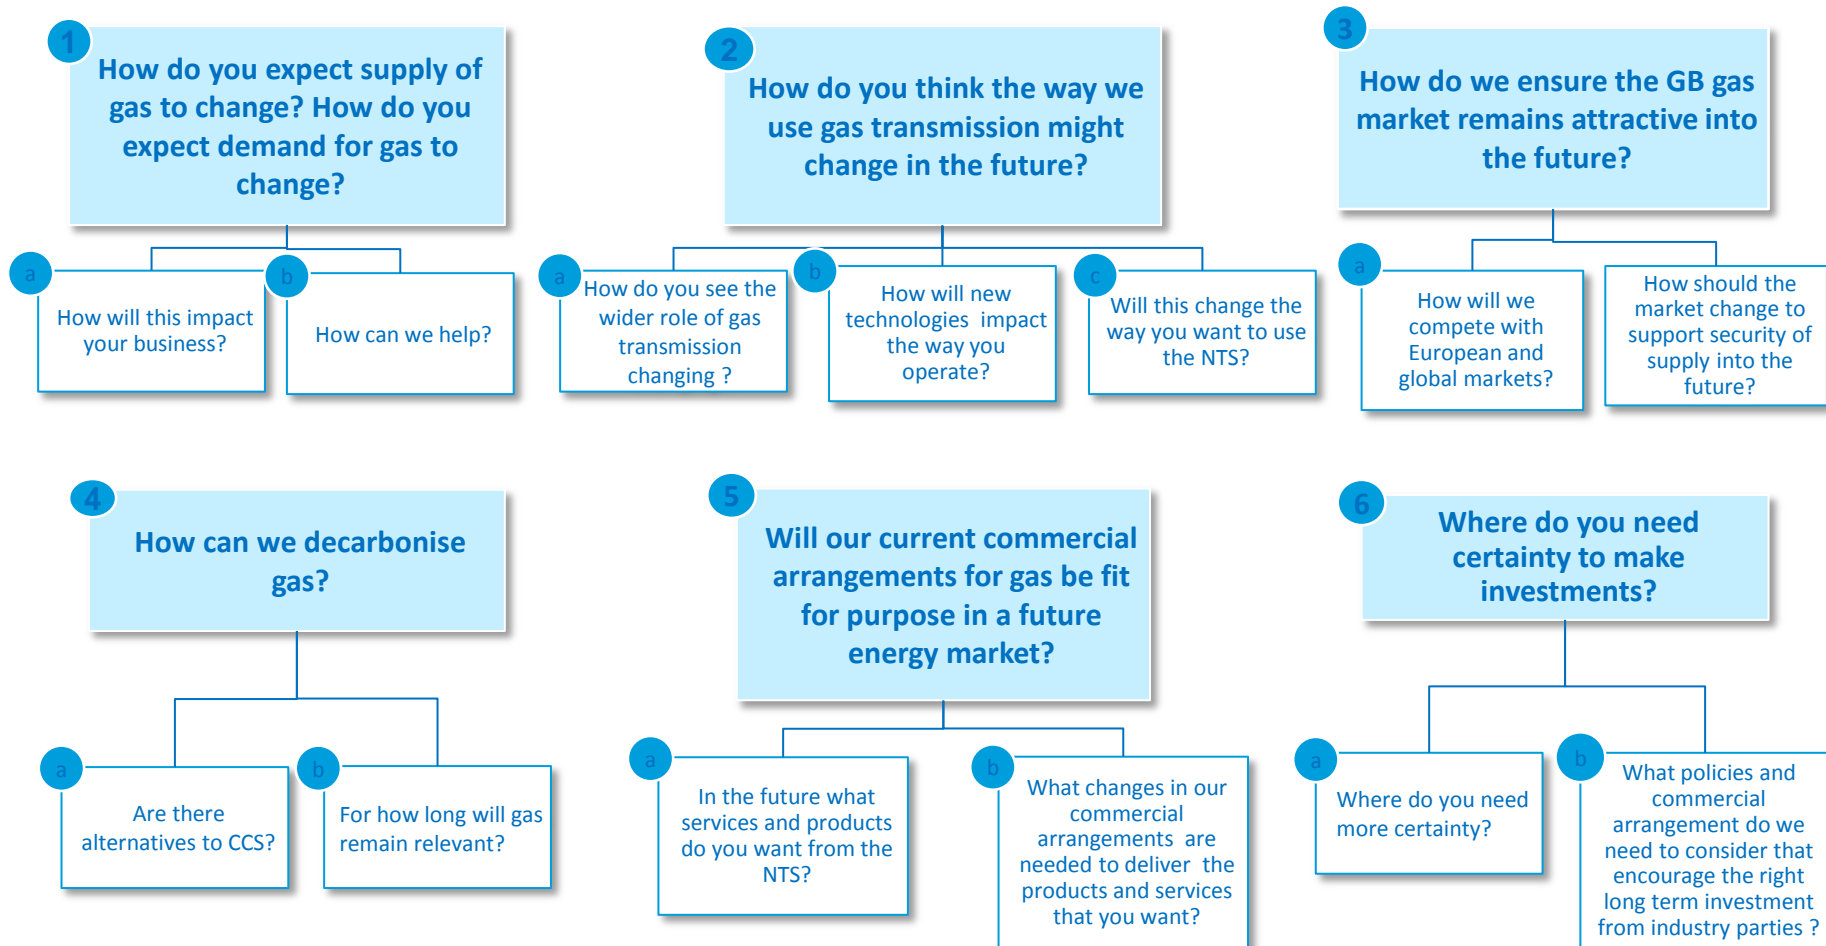 1
How do you expect supply of
gas to change? How do you
expect demand for gas to
change?
a
How will this impact
your business?
b
How can we help?
2
How do you think the way we
use gas transmission might
change in the future?
a
How do you see the
wider role of gas
transmission
changing ?
b
How will new
technologies impact
the way you
operate?
c
Will this change the
way you want to use
the NTS?
3
How do we ensure the GB gas
market remains attractive into
the future?
a
How will we
compete with
European and
global markets?
How should the
market change to
support security of
supply into the
future?
4
How can we decarbonise
gas?
a
Are there
alternatives to CCS?
b
For how long will gas
remain relevant?
5
Will our current commercial
arrangements for gas be fit
for purpose in a future
energy market?
a
In the future what
services and products
do you want from the
NTS?
b
What changes in our
commercial
arrangements are
needed to deliver the
products and services
that you want?
6
Where do you need
certainty to make
investments?
a
Where do you need
more certainty?
b
What policies and
commercial
arrangement do we
need to consider that
encourage the right
long term investment
from industry parties ?